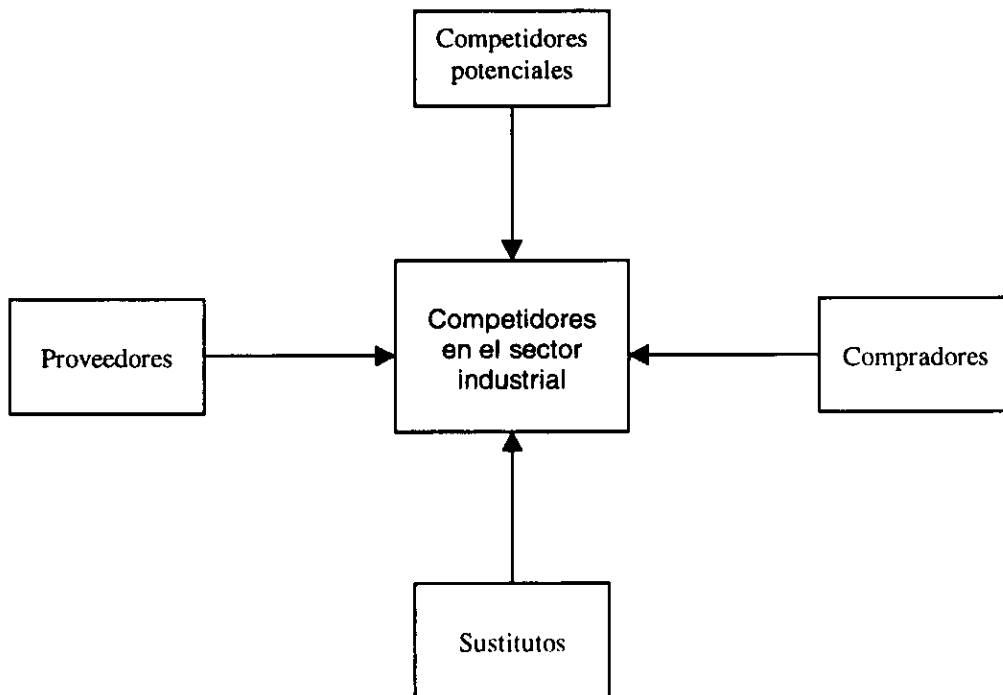 Competidores
potenciales
Proveedores
Competidores
en el sector
industrial
Compradores
Sustitutos